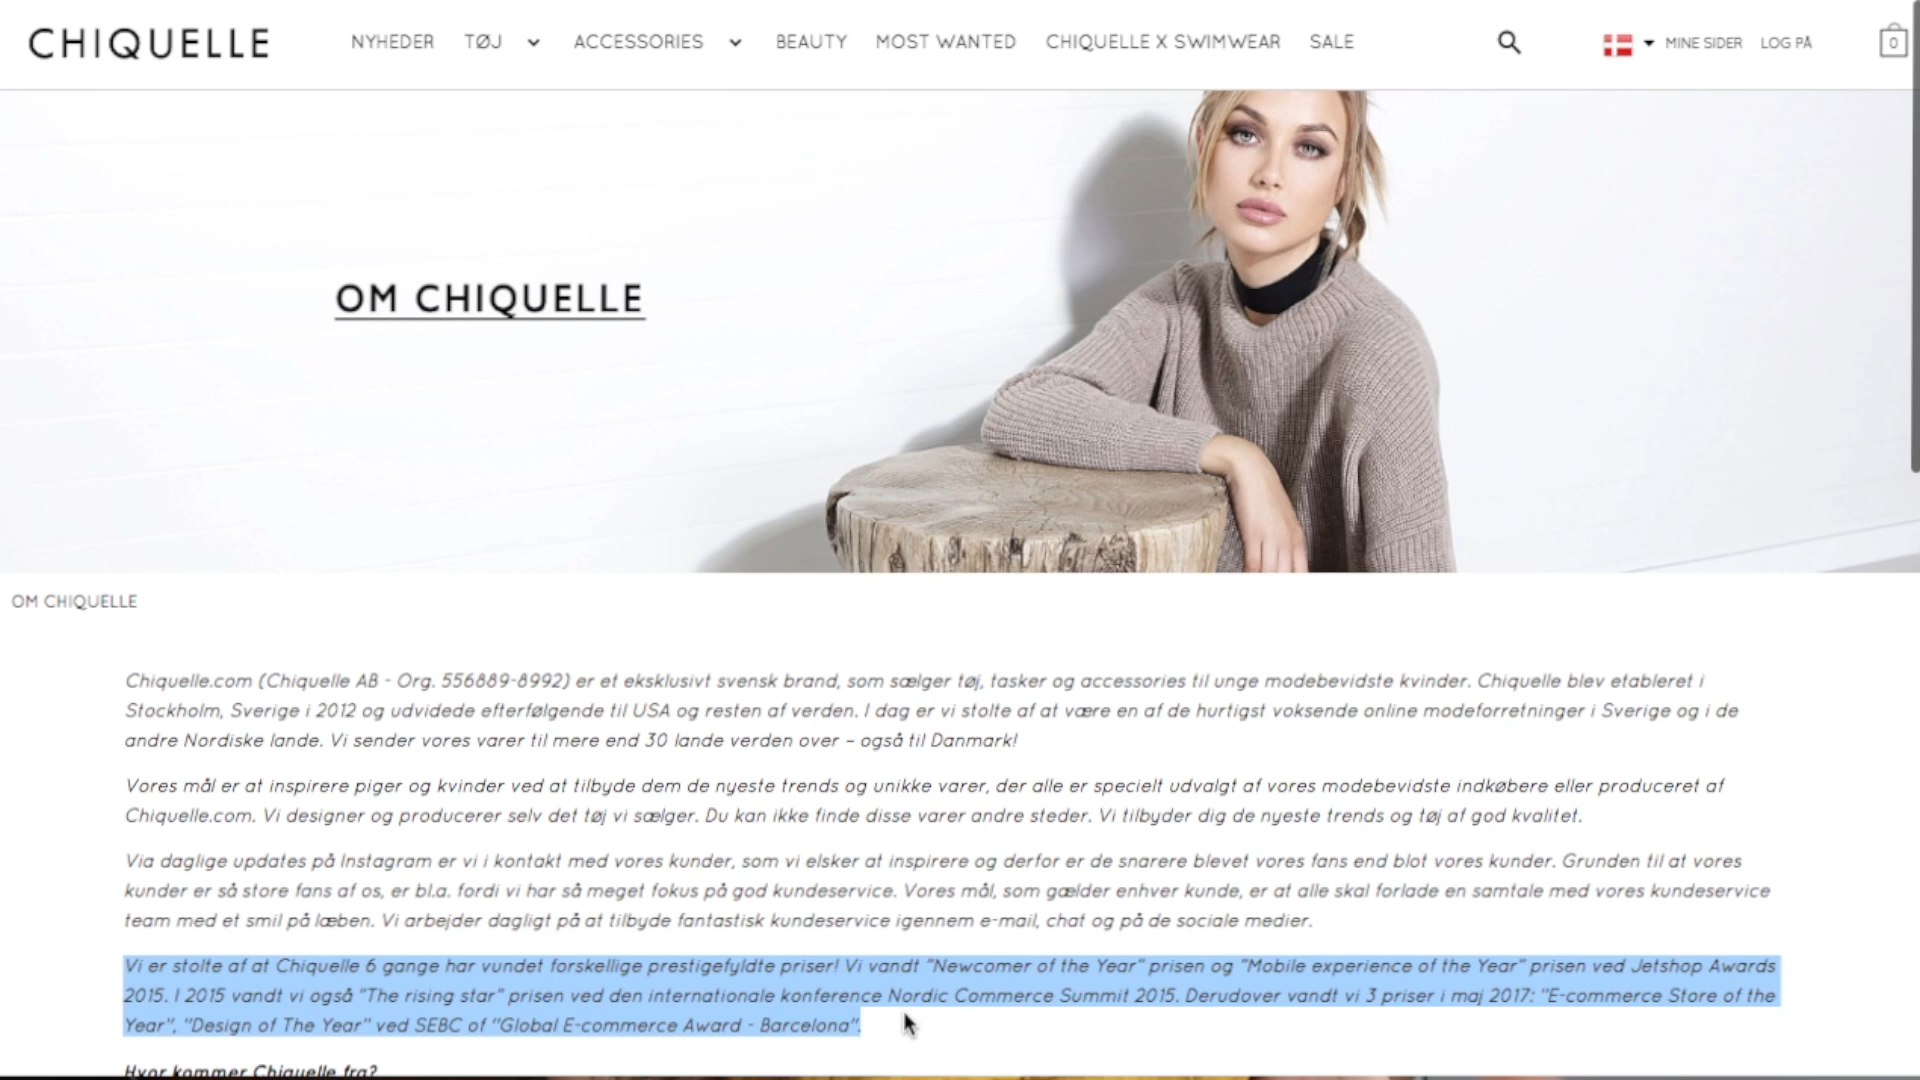 CHIQUELLE
NYHEDER TØJ ACCESSORIES BEAUTY MOST WANTED CHIQUELLE X SWIMWEAR SALE MINE SIDER LOG PÅ 0
OM CHIQUELLE
OM CHIQUELLE
Chiquelle.com (Chiquelle AB - Org. 556889-8992) er et eksklusivt svensk brand, som sælger tøj, tasker og accessories til unge modebevidste kvinder. Chiquelle blev etableret i
Stockholm, Sverige i 2012 og udvidede efterfølgende til USA og resten af verden. I dag er vi stolte af at være en af de hurtigst voksende online modeforretninger i Sverige og i de
andre Nordiske lande. Vi sender vores varer til mere end 30 lande verden over – også til Danmark!
Vores mål er at inspirere piger og kvinder ved at tilbyde dem de nyeste trends og unikke varer, der alle er specielt udvalgt af vores modebevidste indkøbere eller produceret af
Chiquelle.com. Vi designer og producerer selv det tøj vi sælger. Du kan ikke finde disse varer andre steder. Vi tilbyder dig de nyeste trends og tøj af god kvalitet.
Via daglige updates på Instagram er vi i kontakt med vores kunder, som vi elsker at inspirere og derfor er de snarere blevet vores fans end blot vores kunder. Grunden til at vores
kunder er så store fans af os, er bl.a. fordi vi har så meget fokus på god kundeservice. Vores mål, som gælder enhver kunde, er at alle skal forlade en samtale med vores kundeservice
team med et smil på læben. Vi arbejder dagligt på at tilbyde fantastisk kundeservice igennem e-mail, chat og på de sociale medier.
Vi er stolte af at Chiquelle 6 gange har vundet forskellige prestigefyldte priser! Vi vandt "Newcomer of the Year" prisen og "Mobile experience of the Year" prisen ved Jetshop Awards
2015. I 2015 vandt vi også "The rising star" prisen ved den internationale konference Nordic Commerce Summit 2015. Derudover vandt vi 3 priser i maj 2017: "E-commerce Store of the
Year", "Design of The Year" ved SEBC of "Global E-commerce Award - Barcelona".
Hvor kommer Chiquelle fra?